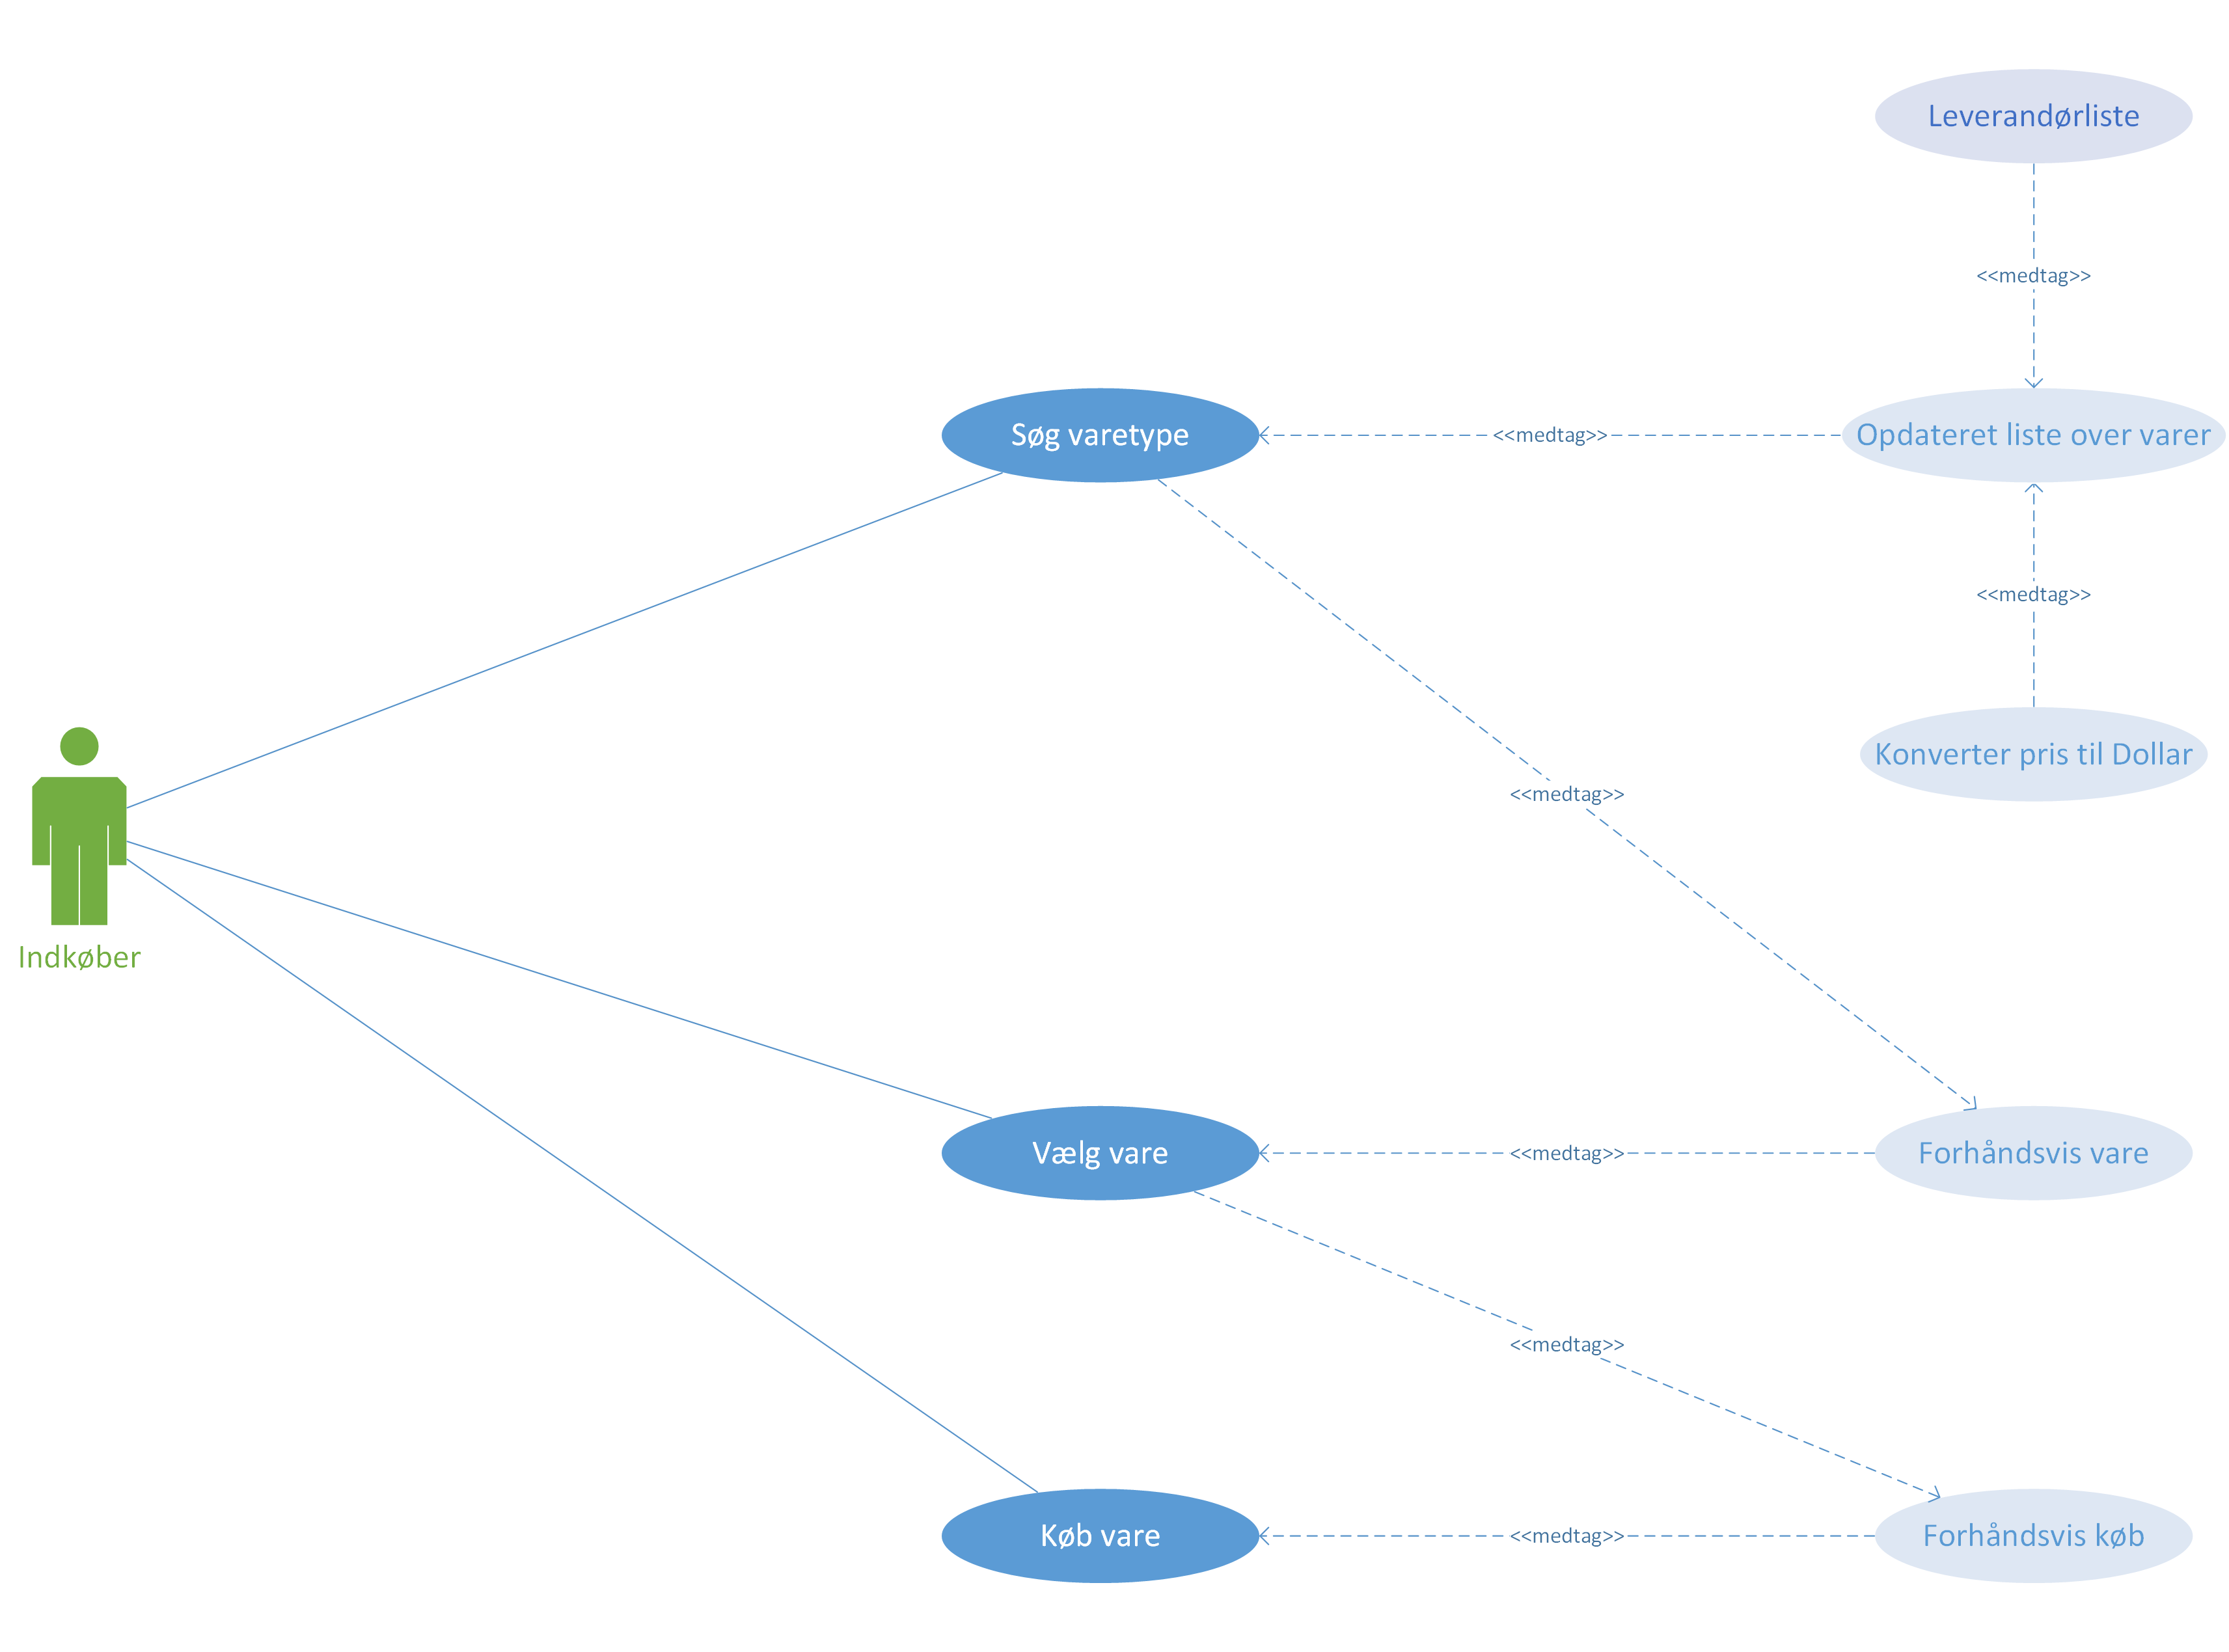 Leverandørliste
<<medtag>>
Søg varetype
<<medtag>>
Opdateret liste over varer
<<medtag>>
Konverter pris til Dollar
<<medtag>>
Indkøber
Vælg vare
<<medtag>>
Forhåndsvis vare
<<medtag>>
Køb vare
<<medtag>>
Forhåndsvis køb